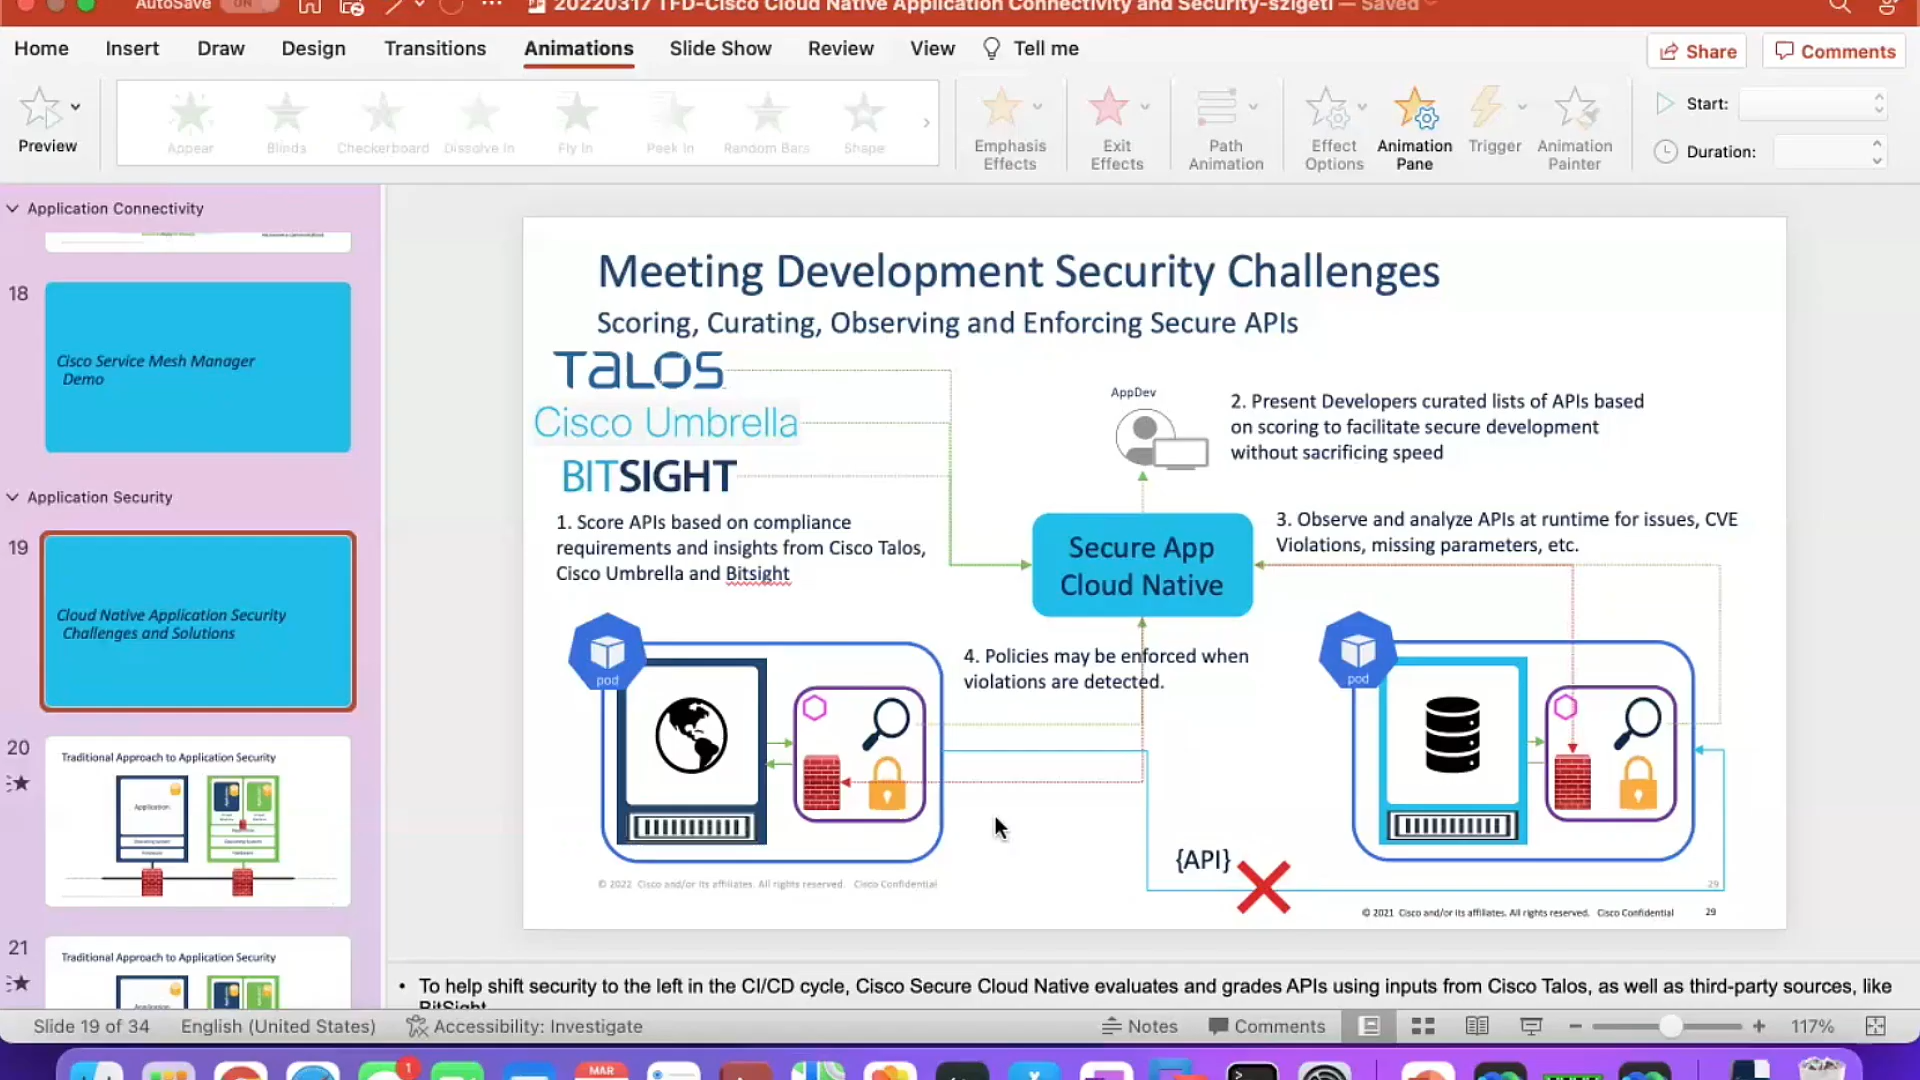 AutoSave ON
20220317 TFD-Cisco Cloud Native Application Connectivity and Security-szigeti — Saved
Home Insert Draw Design Transitions Animations Slide Show Review View Tell me
Share Comments
Preview
Appear Blinds Checkerboard Dissolve In Fly In Peek In Random Bars Shape
Emphasis Effects
Exit Effects
Path Animation
Effect Options
Animation Pane
Trigger
Animation Painter
Start:
Duration:
Application Connectivity
18
Cisco Service Mesh Manager
Demo
Application Security
19
Cloud Native Application Security
Challenges and Solutions
20
Traditional Approach to Application Security
Application
21
Traditional Approach to Application Security
Meeting Development Security Challenges
Scoring, Curating, Observing and Enforcing Secure APIs
TALOS
Cisco Umbrella
BITSIGHT
1. Score APIs based on compliance
requirements and insights from Cisco Talos,
Cisco Umbrella and Bitsight
AppDev
2. Present Developers curated lists of APIs based
on scoring to facilitate secure development
without sacrificing speed
Secure App
Cloud Native
3. Observe and analyze APIs at runtime for issues, CVE
Violations, missing parameters, etc.
4. Policies may be enforced when
violations are detected.
pod
pod
{API}
© 2022 Cisco and/or its affiliates. All rights reserved. Cisco Confidential
29
© 2021 Cisco and/or its affiliates. All rights reserved. Cisco Confidential 29
• To help shift security to the left in the CI/CD cycle, Cisco Secure Cloud Native evaluates and grades APIs using inputs from Cisco Talos, as well as third-party sources, like
BitSight
Slide 19 of 34 English (United States) Accessibility: Investigate
Notes Comments 117%
1
MAR